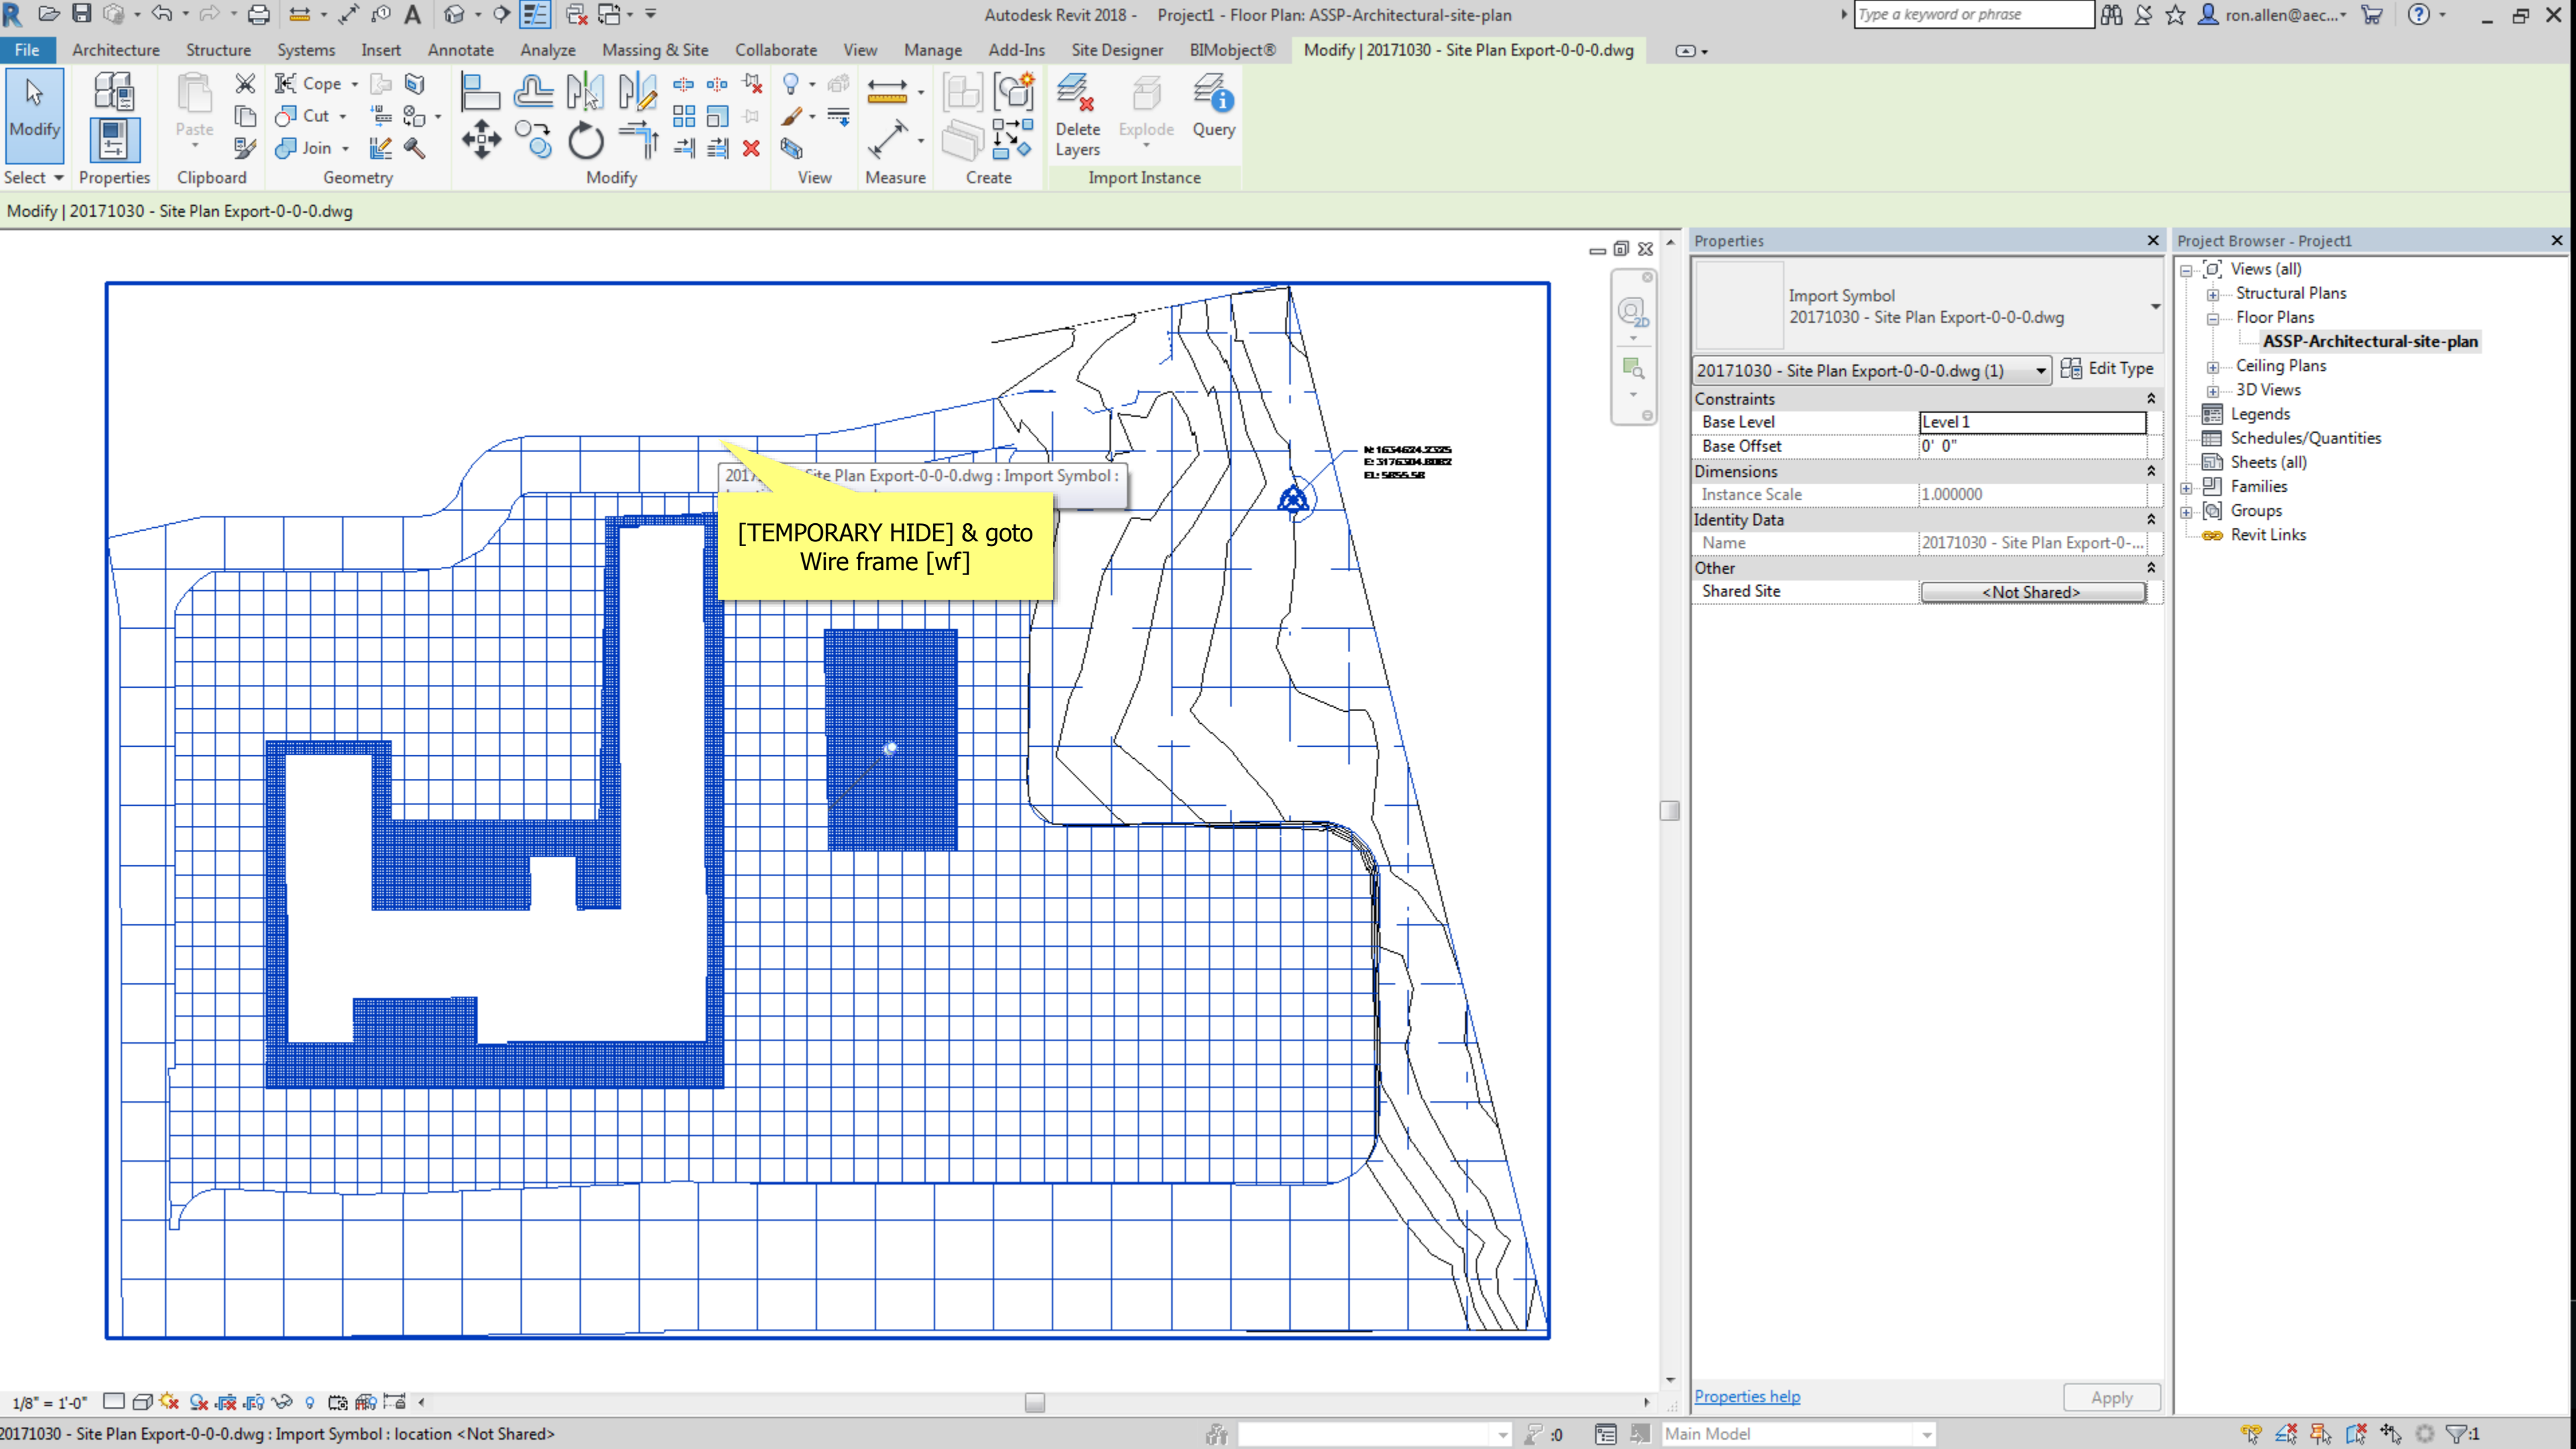 Autodesk Revit 2018 - Project1 - Floor Plan: ASSP-Architectural-site-plan
Type a keyword or phrase
ron.allen@aec...
File Architecture Structure Systems Insert Annotate Analyze Massing & Site Collaborate View Manage Add-Ins Site Designer BIMobject® Modify | 20171030 - Site Plan Export-0-0-0.dwg
Modify
Paste
Cope
Cut
Join
Delete Layers
Explode
Query
Select Properties Clipboard Geometry Modify View Measure Create Import Instance
Modify | 20171030 - Site Plan Export-0-0-0.dwg
2D
N: 1634624.2325
E: 3176304.8082
EL: 5855.58
Site Plan Export-0-0-0.dwg : Import Symbol :
[TEMPORARY HIDE] & goto
Wire frame [wf]
Properties
Import Symbol
20171030 - Site Plan Export-0-0-0.dwg
20171030 - Site Plan Export-0-0-0.dwg (1) Edit Type
Constraints
Base Level Level 1
Base Offset 0' 0"
Dimensions
Instance Scale 1.000000
Identity Data
Name 20171030 - Site Plan Export-0-...
Other
Shared Site <Not Shared>
Properties help Apply
Project Browser - Project1
Views (all)
Structural Plans
Floor Plans
ASSP-Architectural-site-plan
Ceiling Plans
3D Views
Legends
Schedules/Quantities
Sheets (all)
Families
Groups
Revit Links
1/8" = 1'-0"
20171030 - Site Plan Export-0-0-0.dwg : Import Symbol : location <Not Shared>
:0
Main Model
:1